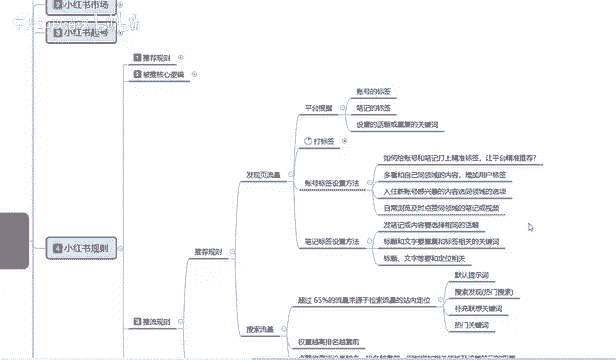 2 小红书市场
3 小红书起号
1 推荐规则
2 被推核心逻辑
账号的标签
平台根据
笔记的标签
设置的话题或重复的关键词
打标签
发现页流量
如何给账号和笔记打上精准标签,让平台精准推荐?
多看和自己同领域的内容,增加用户标签
账号标签设置方法
入住新账号感兴趣的内容选同领域的选项
日常浏览及时点赞同领域的笔记或视频
4 小红书规则
推荐规则
笔记标签设置方法
发笔记或内容要选择相同的话题
标题和文字要重复和标签相关的关键词
标题、文字等要和定位相关
3 推流规则
默认提示词
超过 65%的流量来源于检索流量的站内定位
搜索发现(热门搜索)
补充联想关键词
热门关键词
搜索流量
权重越高排名越靠前